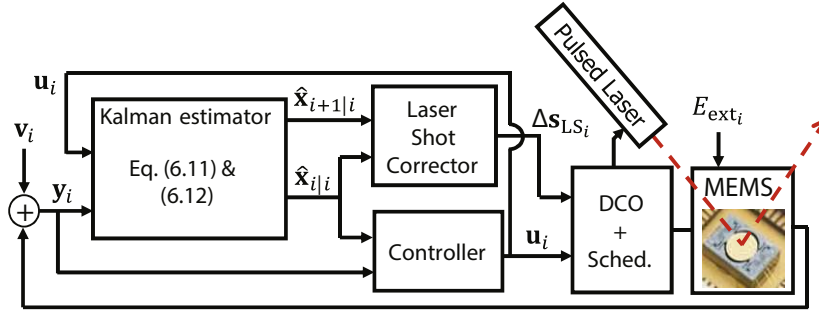 u_i
v_i
y_i
+
Kalman estimator
Eq. (6.11) &
(6.12)
x̂_{i+1|i}
x̂_{i|i}
Laser
Shot
Corrector
Controller
u_i
Δs_{LS_i}
Pulsed Laser
DCO
+
Sched.
E_{ext_i}
MEMS